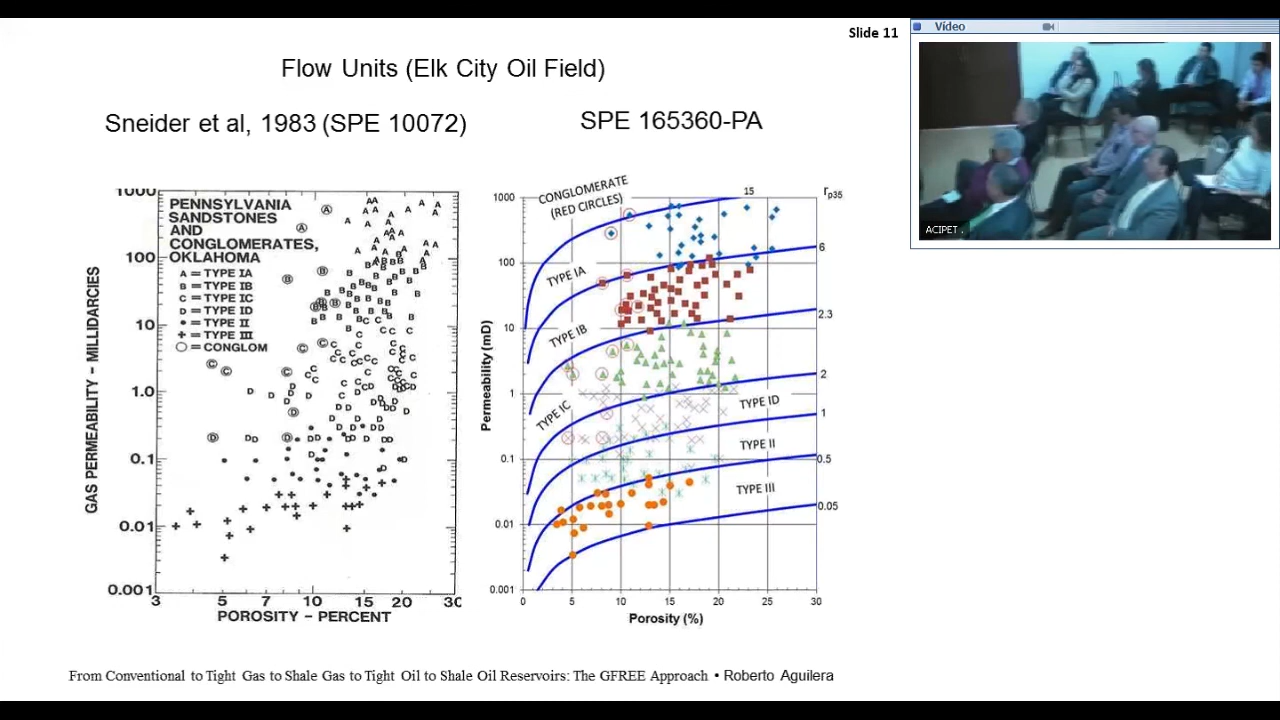 Slide 11
Vídeo
Flow Units (Elk City Oil Field)
Sneider et al, 1983 (SPE 10072)
SPE 165360-PA
ACIPET .
1000
100
10
1.0
0.1
0.01
0.001
GAS PERMEABILITY – MILLIDARCIES
PENNSYLVANIA
SANDSTONES
AND
CONGLOMERATES,
OKLAHOMA
A = TYPE IA
B = TYPE IB
C = TYPE IC
D = TYPE ID
• = TYPE II
+ = TYPE III
○ = CONGLOM
3 5 7 10 20 30
POROSITY – PERCENT
Permeability (mD)
1000
100
10
1
0.1
0.01
0.001
CONGLOMERATE
(RED CIRCLES)
TYPE IA
TYPE IB
TYPE IC
TYPE ID
TYPE II
TYPE III
15
rp35
6
2.3
2
1
0.5
0.05
0 5 10 15 20 25 30
Porosity (%)
From Conventional to Tight Gas to Shale Gas to Tight Oil to Shale Oil Reservoirs: The GFREE Approach • Roberto Aguilera